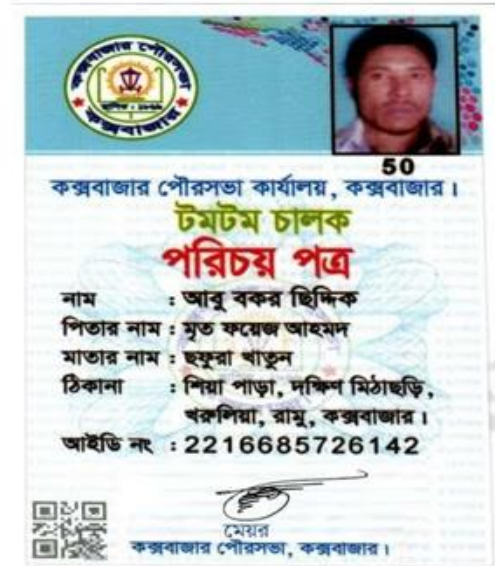 কক্সবাজার পৌরসভা
কক্সবাজার
50
কক্সবাজার পৌরসভা কার্যালয়, কক্সবাজার।
টমটম চালক
পরিচয় পত্র
নাম : আবু বকর ছিদ্দিক
পিতার নাম : মৃত ফয়েজ আহমদ
মাতার নাম : ছফুরা খাতুন
ঠিকানা : শিয়া পাড়া, দক্ষিণ মিঠাছড়ি,
খরুলিয়া, রামু, কক্সবাজার।
আইডি নং : 2216685726142
মেয়র
কক্সবাজার পৌরসভা, কক্সবাজার।